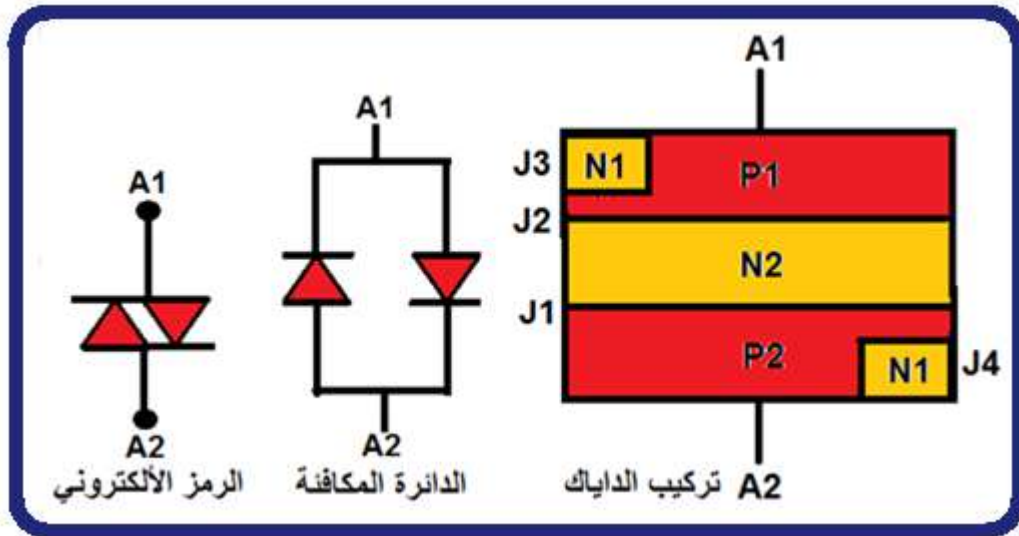 A1
A1
A1
J3
N1
P1
J2
N2
J1
P2
N1
J4
A2
A2
A2
الرمز الألكتروني
الدائرة المكافئة
تركيب الداياك